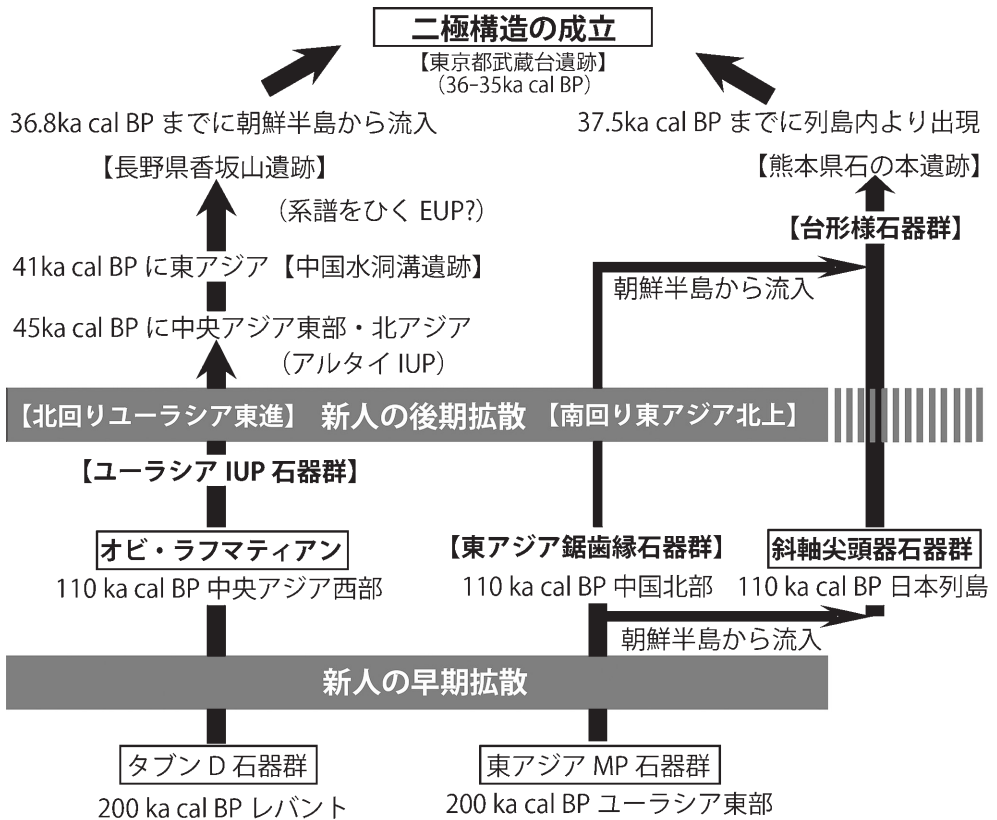 二極構造の成立
【東京都武蔵台遺跡】
（36-35ka cal BP）
36.8ka cal BP までに朝鮮半島から流入
37.5ka cal BP までに列島内より出現
【長野県香坂山遺跡】
【熊本県石の本遺跡】
（系譜をひく EUP?）
【台形様石器群】
41ka cal BP に東アジア【中国水洞溝遺跡】
朝鮮半島から流入
45ka cal BP に中央アジア東部・北アジア
（アルタイ IUP）
【北回りユーラシア東進】 新人の後期拡散 【南回り東アジア北上】
【ユーラシア IUP 石器群】
オビ・ラフマティアン
【東アジア鋸歯縁石器群】
斜軸尖頭器石器群
110 ka cal BP 中央アジア西部
110 ka cal BP 中国北部
110 ka cal BP 日本列島
朝鮮半島から流入
新人の早期拡散
タブン D 石器群
東アジア MP 石器群
200 ka cal BP レバント
200 ka cal BP ユーラシア東部